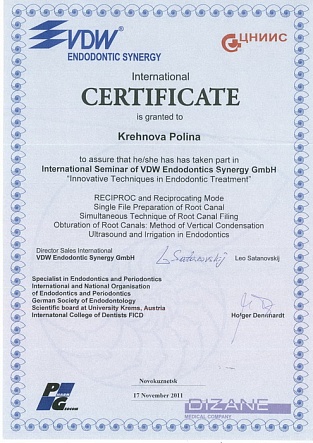 VDW®
ENDODONTIC SYNERGY
ЦНИИС
International
CERTIFICATE
is granted to
Krehnova Polina
to assure that he/she has has taken part in
International Seminar of VDW Endodontics Synergy GmbH
"Innovative Techniques in Endodontic Treatment"
RECIPROC and Reciprocating Mode
Single File Preparation of Root Canal
Simultaneous Technique of Root Canal Filing
Obturation of Root Canals: Method of Vertical Condensation
Ultrasound and Irrigation in Endodontics
Director Sales International
VDW Endodontic Synergy GmbH
Leo Satanovskij
Specialist in Endodontics and Periodontics
International and National Organisation
of Endodontics and Periodontics
German Society of Endodontology
Scientific board at University Krems, Austria
Internatonal College of Dentists FICD
Holger Dennhardt
Novokuznetsk
17 November 2011
DIZANE
MEDICAL COMPANY